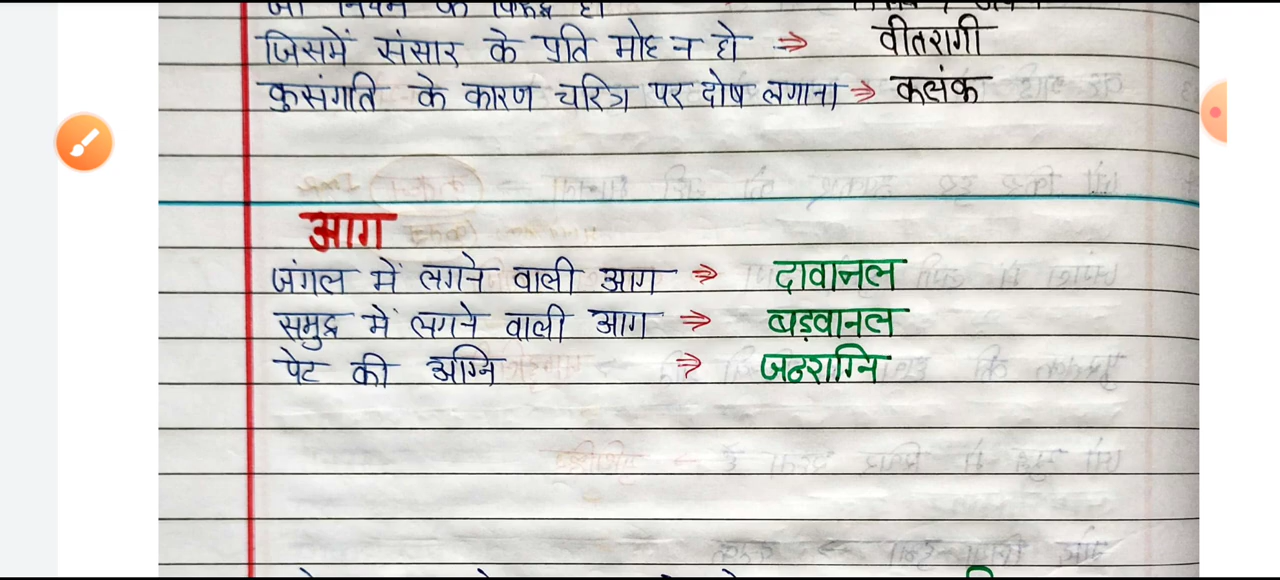 जिसमें संसार के प्रति मोह न हो ⇒ वीतरागी
कुसंगति के कारण चरित्र पर दोष लगाना ⇒ कलंक
आग
जंगल में लगने वाली आग ⇒ दावानल
समुद्र में लगने वाली आग ⇒ बड़वानल
पेट की अग्नि ⇒ जठराग्नि